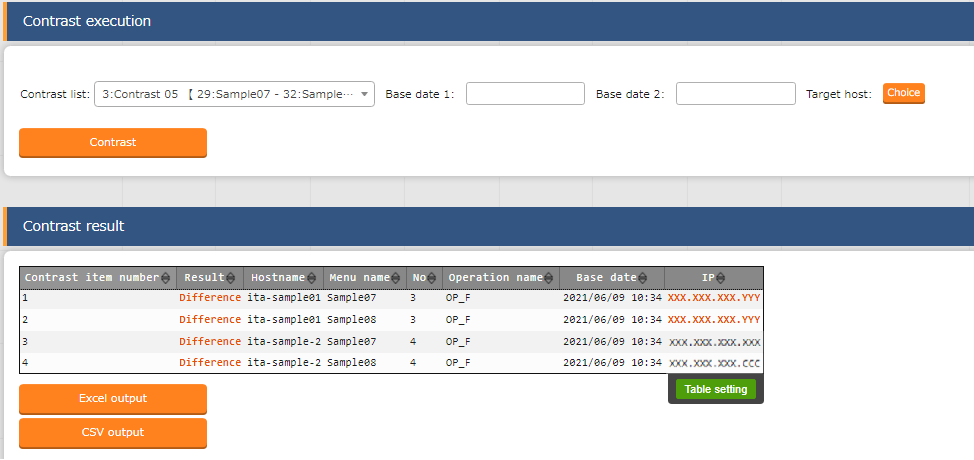 Contrast execution
Contrast list: 3:Contrast 05 【 29:Sample07 - 32:Sample··· Base date 1: Base date 2: Target host: Choice
Contrast
Contrast result
Contrast item number Result Hostname Menu name No Operation name Base date IP
1 Difference ita-sample01 Sample07 3 OP_F 2021/06/09 10:34 XXX.XXX.XXX.YYY
2 Difference ita-sample01 Sample08 3 OP_F 2021/06/09 10:34 XXX.XXX.XXX.YYY
3 Difference ita-sample-2 Sample07 4 OP_F 2021/06/09 10:34 XXX.XXX.XXX.XXX
4 Difference ita-sample-2 Sample08 4 OP_F 2021/06/09 10:34 XXX.XXX.XXX.CCC
Table setting
Excel output
CSV output